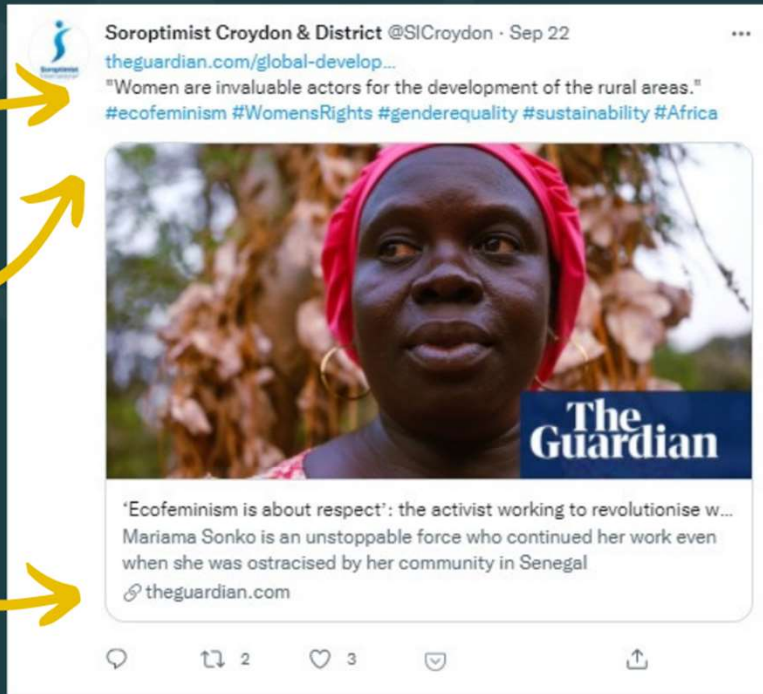 Soroptimist Croydon & District @SICroydon · Sep 22
theguardian.com/global-develop...
"Women are invaluable actors for the development of the rural areas."
#ecofeminism #WomensRights #genderequality #sustainability #Africa
The
Guardian
'Ecofeminism is about respect': the activist working to revolutionise w...
Mariama Sonko is an unstoppable force who continued her work even
when she was ostracised by her community in Senegal
theguardian.com
2
3